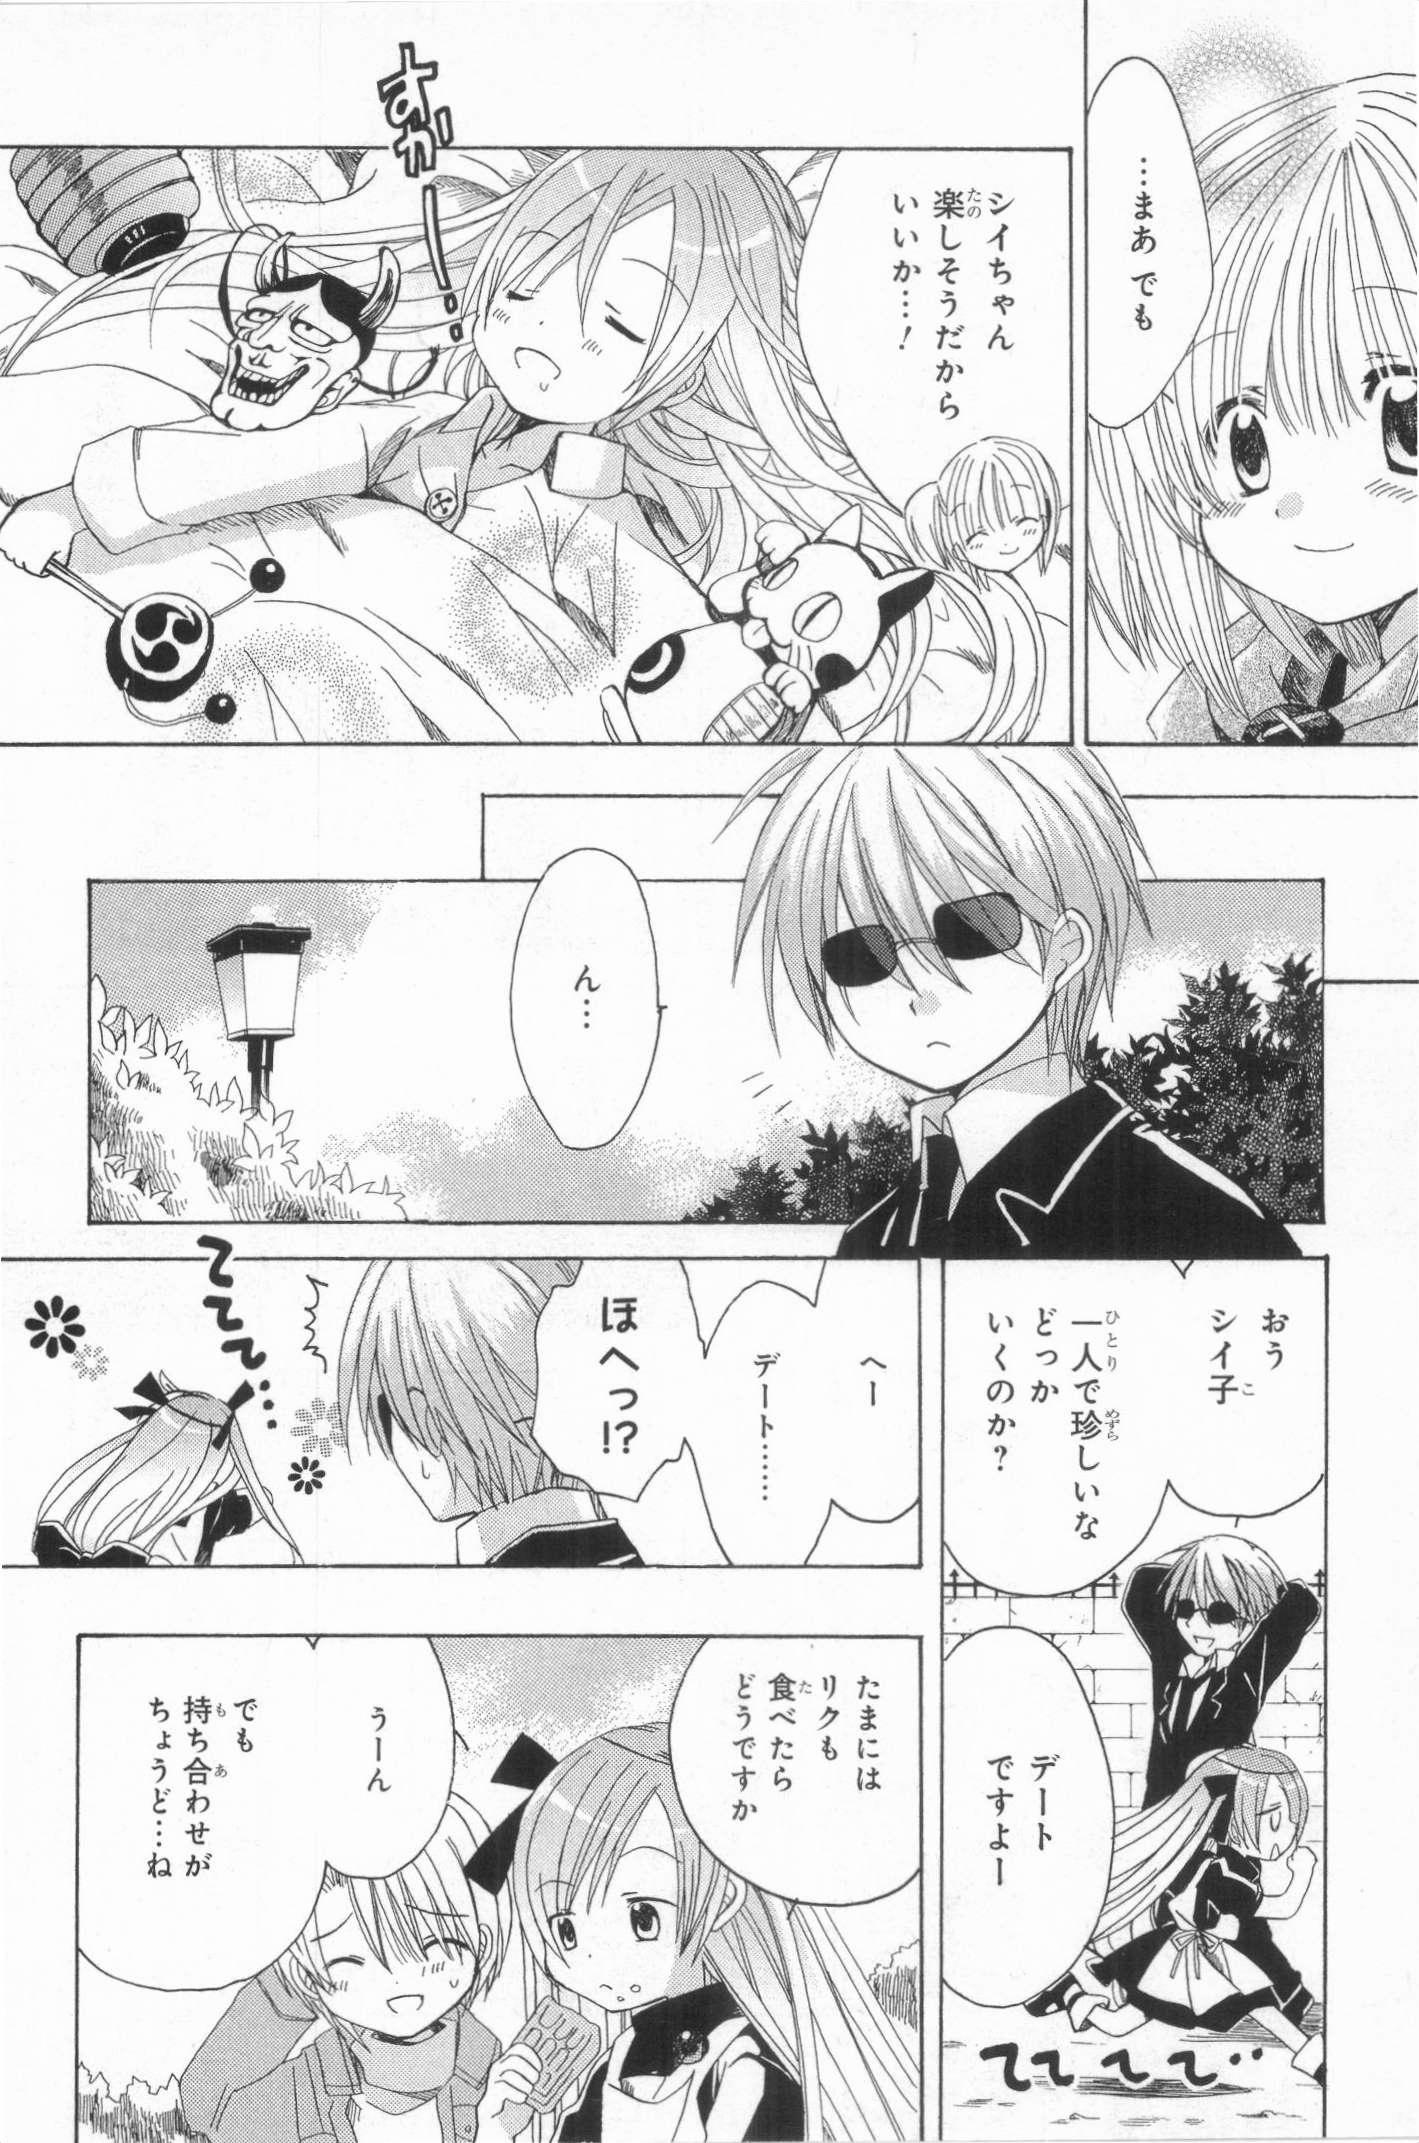 …まあ でも
シイちゃん
楽しそうだから
いいか…！
すかーー…
ん…
おう
シイ子
一人で珍しいな
どっか
いくのか？
デート
ですよー
ててててて…
へー
デート……
ほへっ!?
ててて…
たまには
リクも
食べたら
どうですか
うーん
でも
持ち合わせが
ちょうど…ね